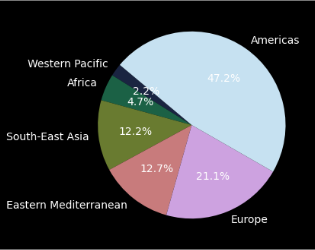 Americas
47.2%
Western Pacific
2.2%
Africa
4.7%
South-East Asia
12.2%
Eastern Mediterranean
12.7%
Europe
21.1%